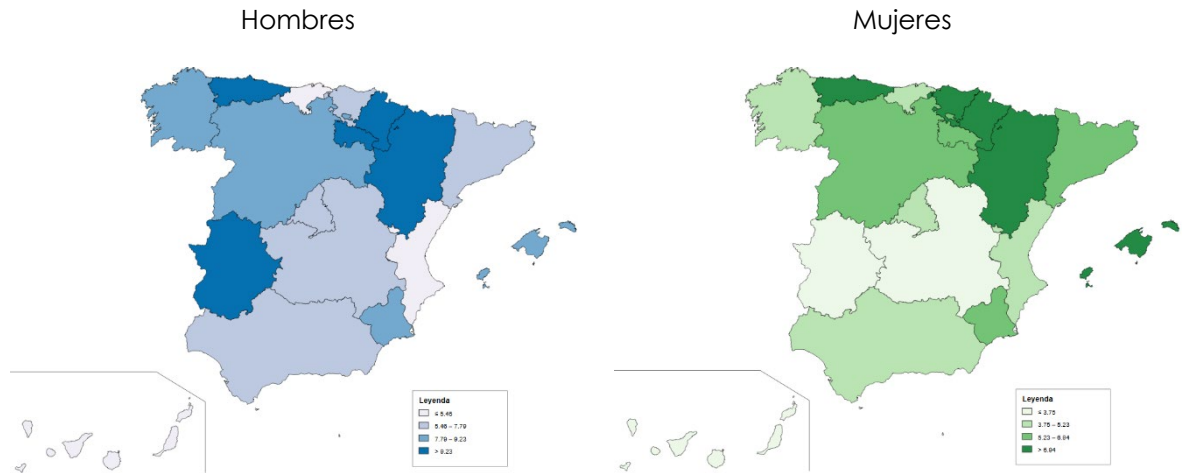 Hombres
Mujeres
Leyenda
≤ 5.46
5.46 – 7.79
7.79 – 9.23
> 9.23
Leyenda
≤ 3.75
3.75 – 5.23
5.23 – 6.04
> 6.04